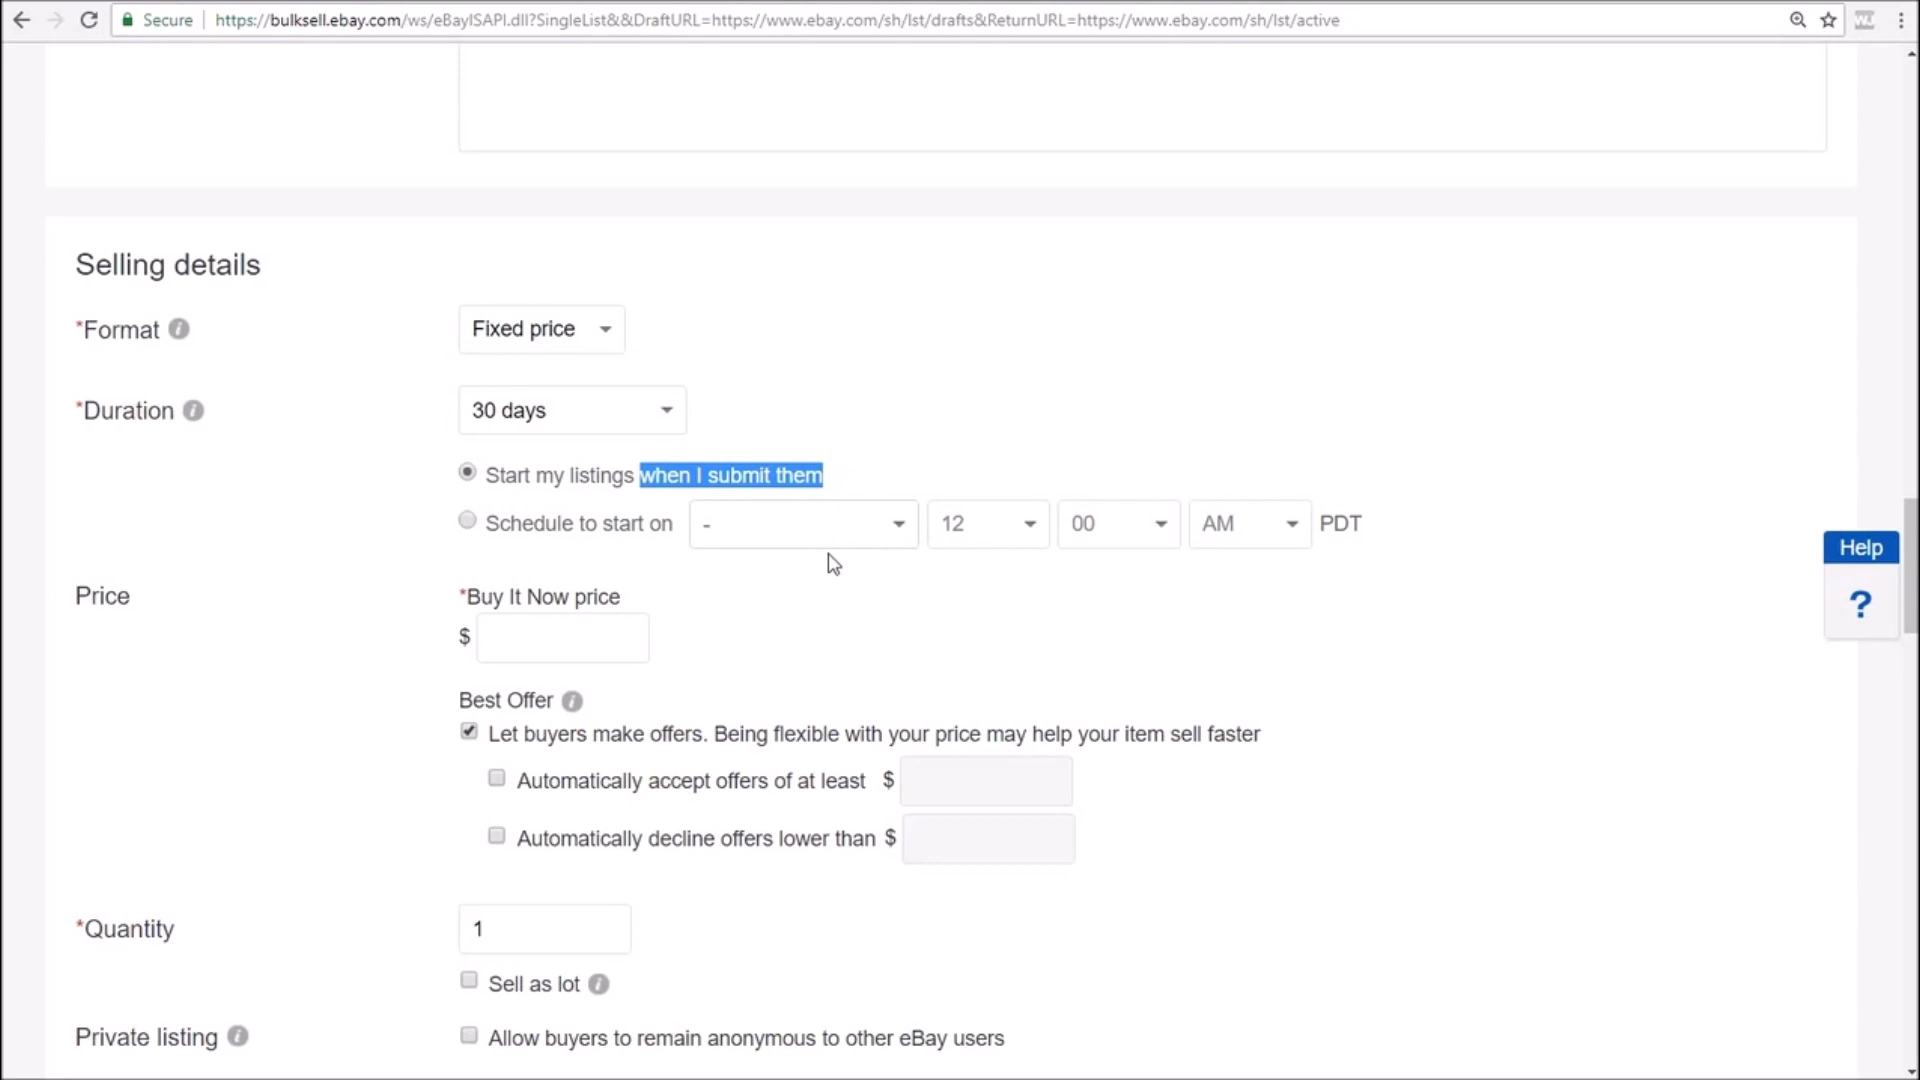 Secure https://bulksell.ebay.com/ws/eBayISAPI.dll?SingleList&&DraftURL=https://www.ebay.com/sh/lst/drafts&ReturnURL=https://www.ebay.com/sh/lst/active
Selling details
*Format Fixed price
*Duration 30 days
Start my listings when I submit them
Schedule to start on - 12 00 AM PDT
Help
?
Price *Buy It Now price
$
Best Offer
Let buyers make offers. Being flexible with your price may help your item sell faster
Automatically accept offers of at least $
Automatically decline offers lower than $
*Quantity 1
Sell as lot
Private listing Allow buyers to remain anonymous to other eBay users